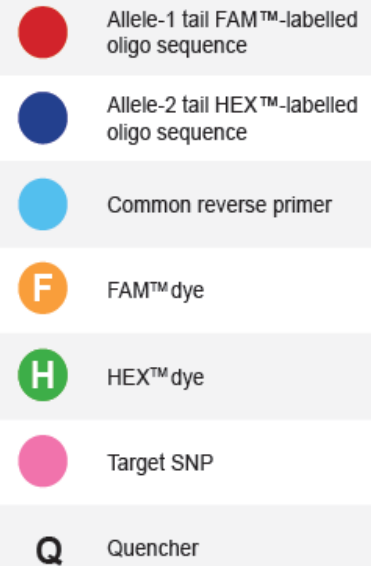 Allele-1 tail FAM™-labelled
oligo sequence
Allele-2 tail HEX™-labelled
oligo sequence
Common reverse primer
F FAM™ dye
H HEX™ dye
Target SNP
Q Quencher